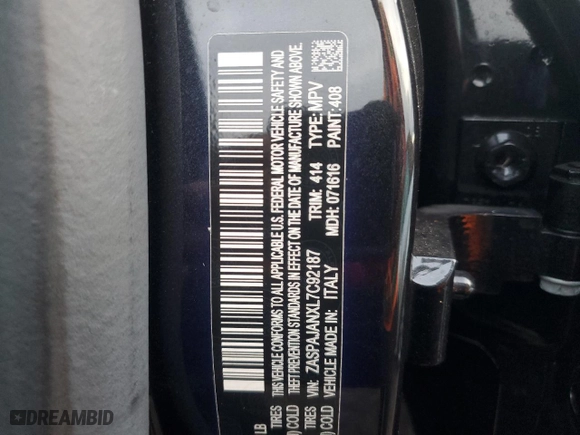 LB
TIRES
COLD
TIRES
COLD
THIS VEHICLE CONFORMS TO ALL APPLICABLE U.S. FEDERAL MOTOR VEHICLE SAFETY AND
THEFT PREVENTION STANDARDS IN EFFECT ON THE DATE OF MANUFACTURE SHOWN ABOVE.
VIN: ZASPAJANXL7C92187 TRIM: 414 TYPE: MPV
VEHICLE MADE IN: ITALY MDH: 071616 PAINT: 408
DREAMBID